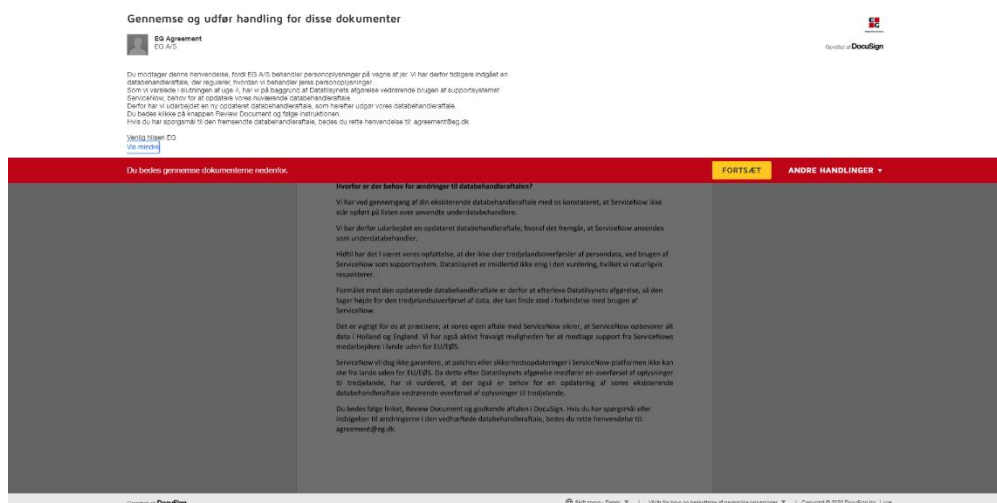 Gennemse og udfør handling for disse dokumenter
EG Agreement
EG A/S
DocuSign
Du modtager denne henvendelse, fordi EG A/S behandler personoplysninger på vegne af jer. Vi har derfor tidligere indgået en
databehandleraftale, der regulerer, hvordan vi behandler jeres personoplysninger.
Som vi varslede i slutningen af uge 4, har vi på baggrund af Datatilsynets afgørelse vedrørende brugen af supportsystemet
ServiceNow, behov for at opdatere vores nuværende databehandleraftale.
Derfor har vi udarbejdet en ny opdateret databehandleraftale, som herefter udgør vores databehandleraftale.
Du bedes klikke på knappen Review Document og følge instruktionen.
Hvis du har spørgsmål til den fremsendte databehandleraftale, bedes du rette henvendelse til: agreement@eg.dk
Venlig hilsen EG
Vis mindre
Du bedes gennemse dokumenterne nedenfor.
FORTSÆT
ANDRE HANDLINGER
Hvorfor er der behov for ændringer til databehandleraftalen?
Vi har ved gennemgang af din eksisterende databehandleraftale med os konstateret, at ServiceNow ikke
står opført på listen over anvendte underdatabehandlere.
Vi har derfor udarbejdet en opdateret databehandleraftale, hvoraf det fremgår, at ServiceNow anvendes
som underdatabehandler.
Hidtil har det i været vores opfattelse, at der ikke sker tredjelandsoverførsler af persondata, ved brugen af
ServiceNow som supportsystem. Datatilsynet er imidlertid ikke enig i den vurdering, hvilket vi naturligvis
respekterer.
Formålet med den opdaterede databehandleraftale er derfor at efterleve Datatilsynets afgørelse, så den
tager højde for den tredjelandsoverførsel af data, der kan finde sted i forbindelse med brugen af
ServiceNow.
Det er vigtigt for os at præcisere, at vores egen aftale med ServiceNow sikrer, at ServiceNow opbevarer alt
data i Holland og England. Vi har også aktivt fravalgt muligheden for at modtage support fra ServiceNows
medarbejdere i lande uden for EU/EØS.
ServiceNow vil dog ikke garantere, at patches eller sikkerhedsopdateringer i ServiceNow-platformen ikke kan
ske fra lande uden for EU/EØS. Da dette efter Datatilsynets afgørelse medfører en overførsel af oplysninger
til tredjelande, har vi vurderet, at der også er behov for en opdatering af vores eksisterende
databehandleraftale vedrørende overførsel af oplysninger til tredjelande.
Du bedes følge linket, Review Document og godkende aftalen i DocuSign. Hvis du har spørgsmål eller
indsigelser til ændringerne i den vedhæftede databehandleraftale, bedes du rette henvendelse til:
agreement@eg.dk
DocuSign